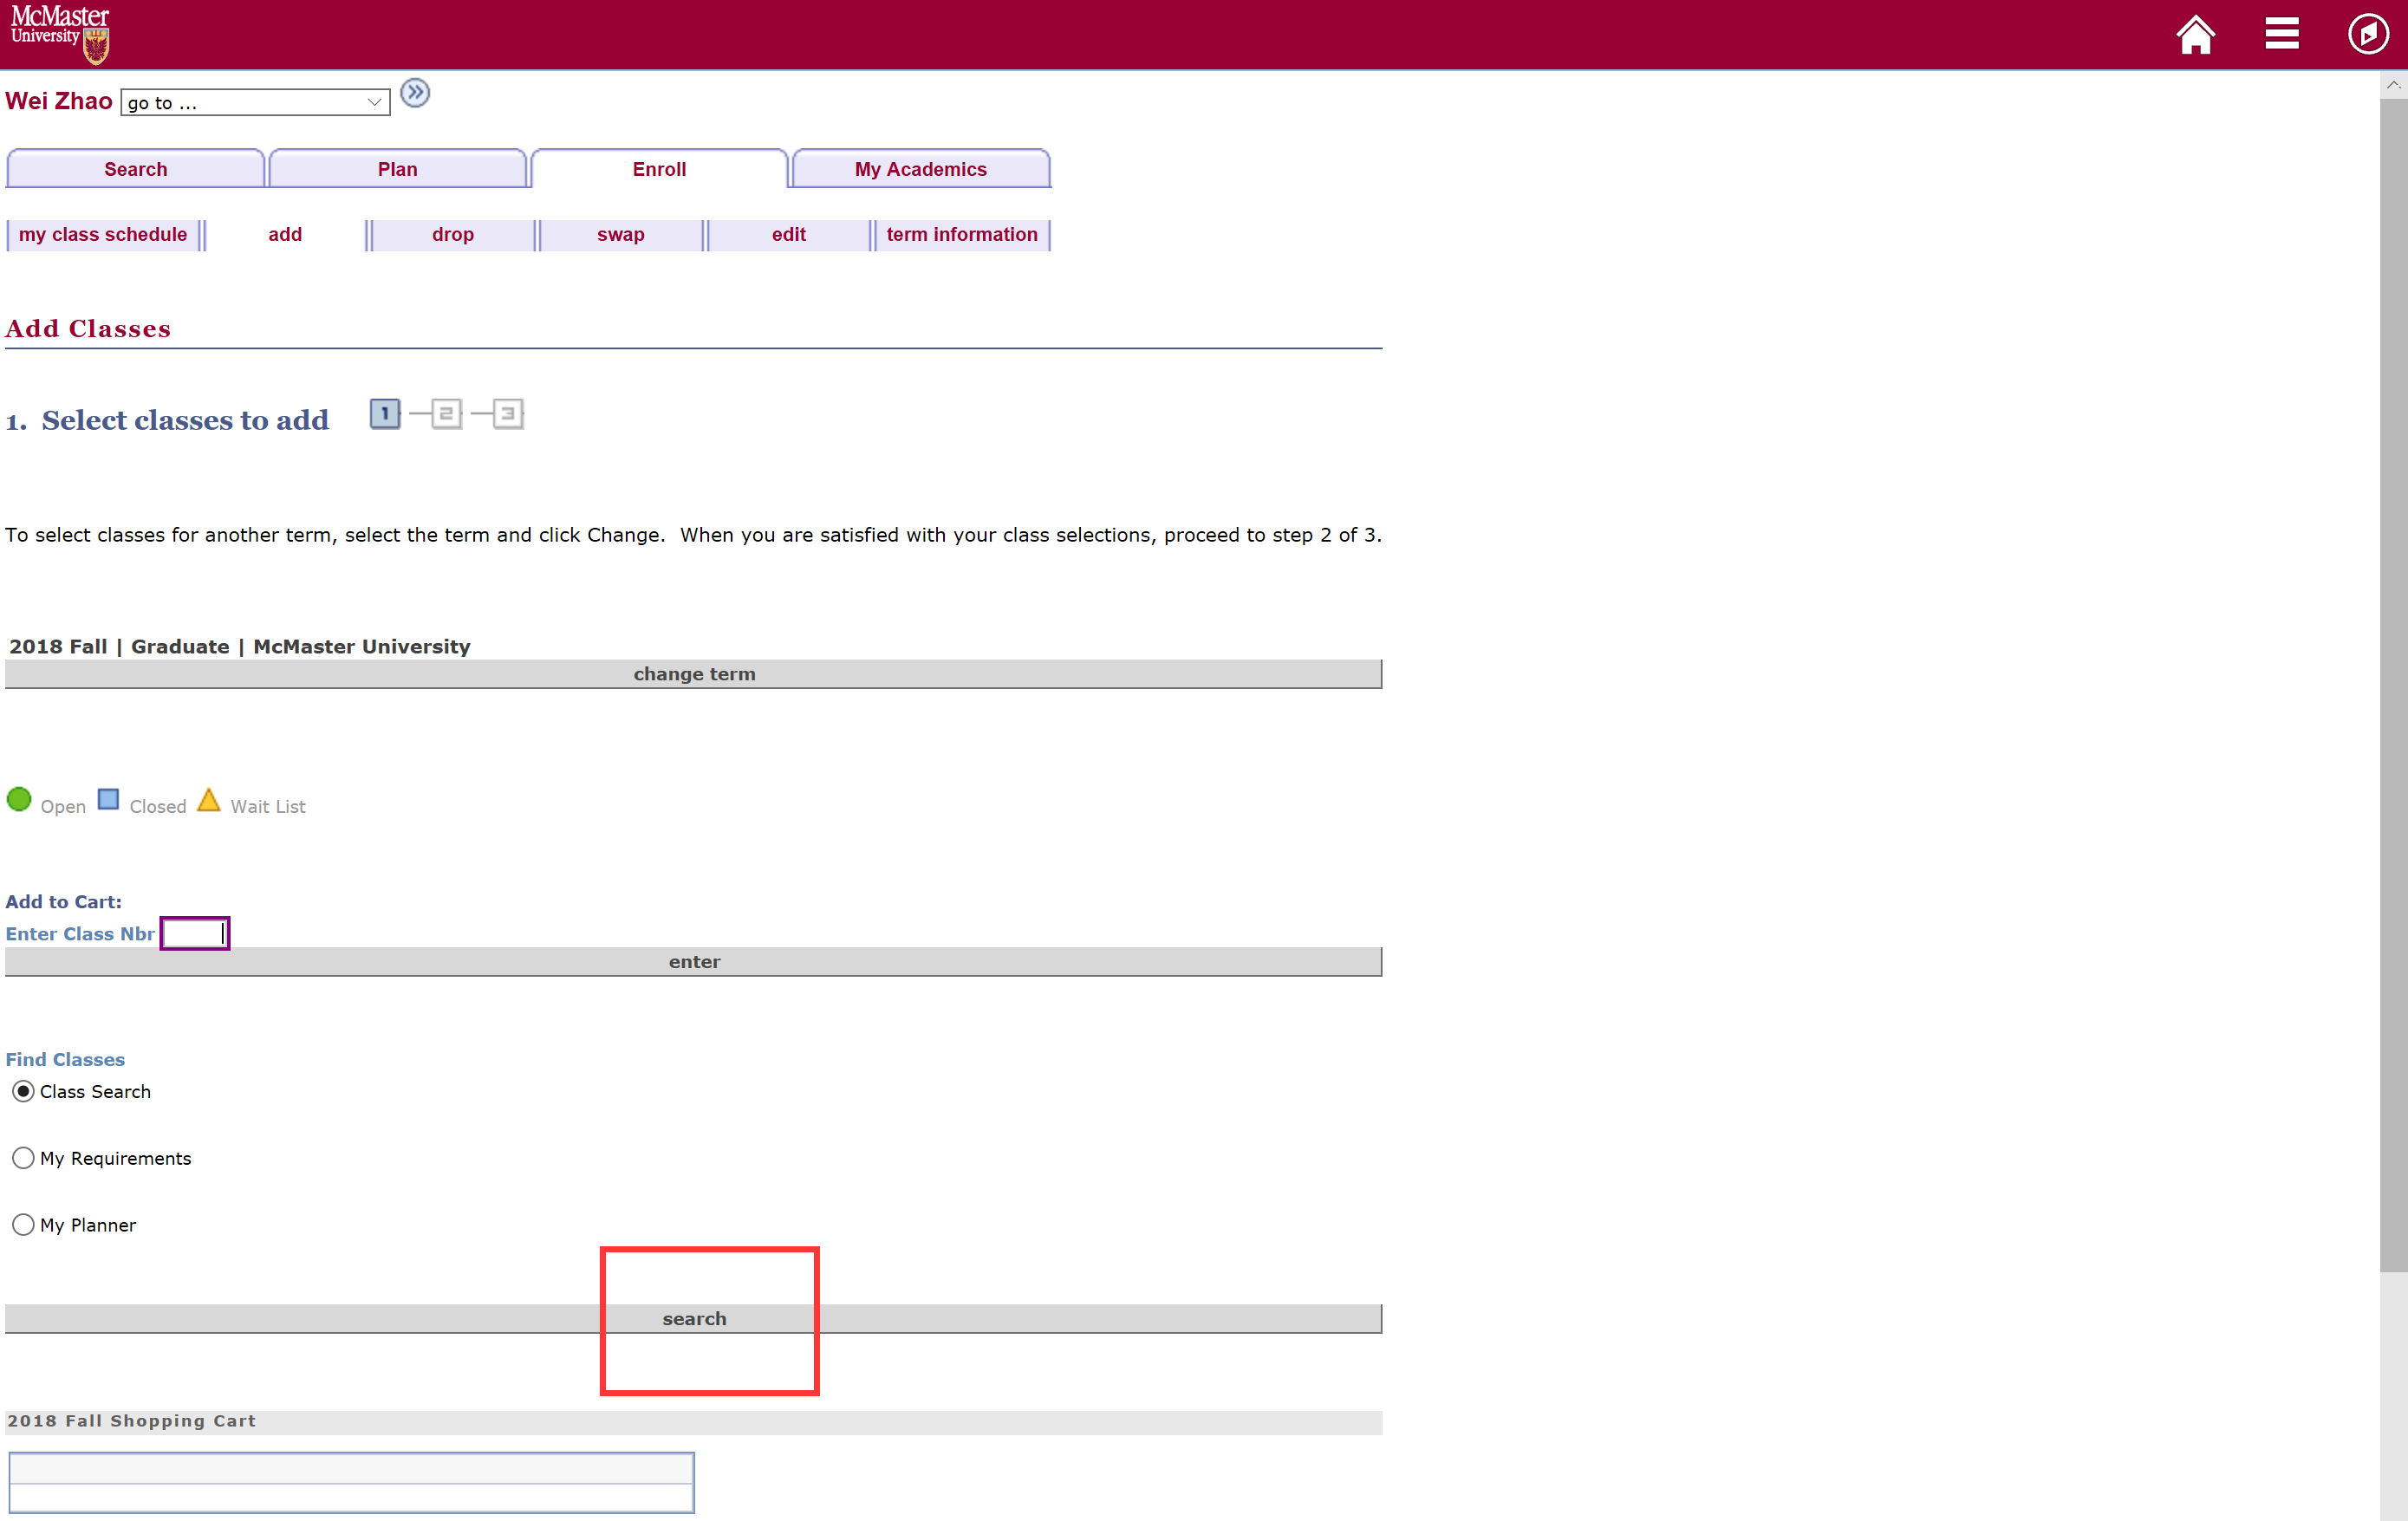 McMaster
University
Wei Zhao go to ...
Search Plan Enroll My Academics
my class schedule add drop swap edit term information
Add Classes
1. Select classes to add 1 2 3
To select classes for another term, select the term and click Change. When you are satisfied with your class selections, proceed to step 2 of 3.
2018 Fall | Graduate | McMaster University
change term
Open Closed Wait List
Add to Cart:
Enter Class Nbr
enter
Find Classes
Class Search
My Requirements
My Planner
search
2018 Fall Shopping Cart